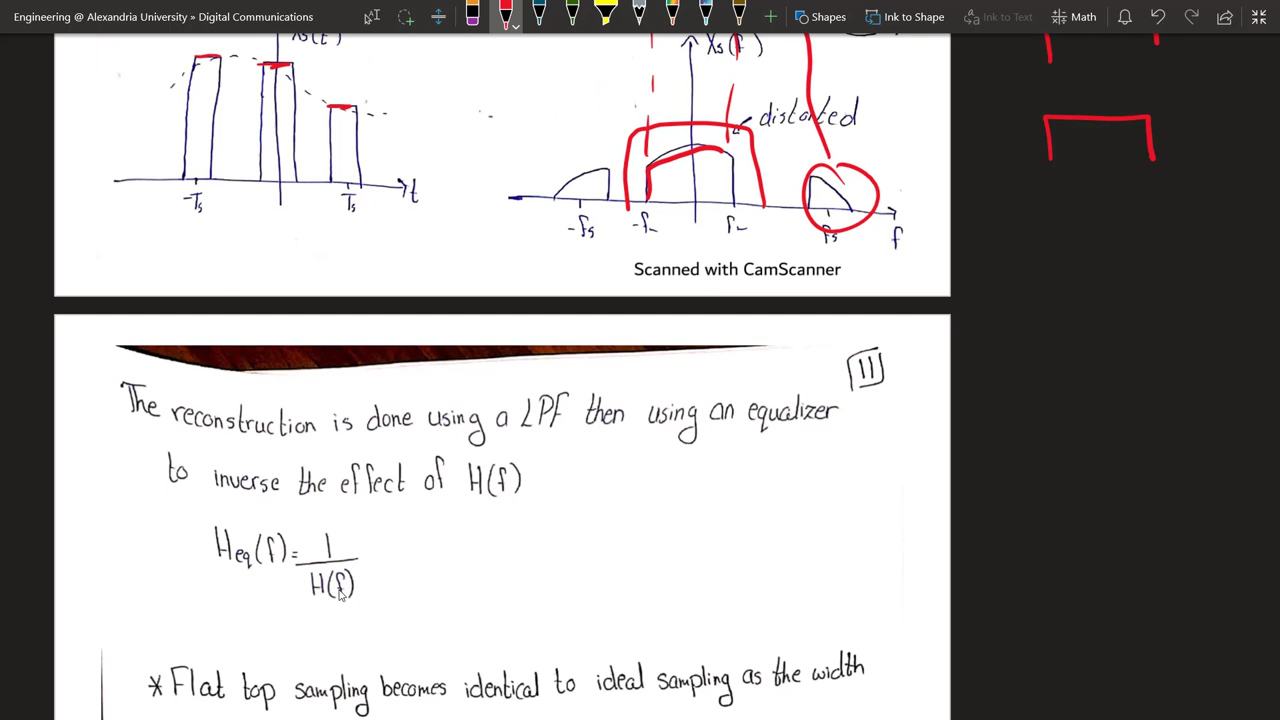 Engineering @ Alexandria University » Digital Communications
Shapes
Ink to Shape
Ink to Text
Math
Xs(f)
distorted
-Ts
Ts
t
-fs
fs
f
Scanned with CamScanner
11
The reconstruction is done using a LPF then using an equalizer
to inverse the effect of H(f)
Heq(f) = 1
H(f)
* Flat top sampling becomes identical to ideal sampling as the width